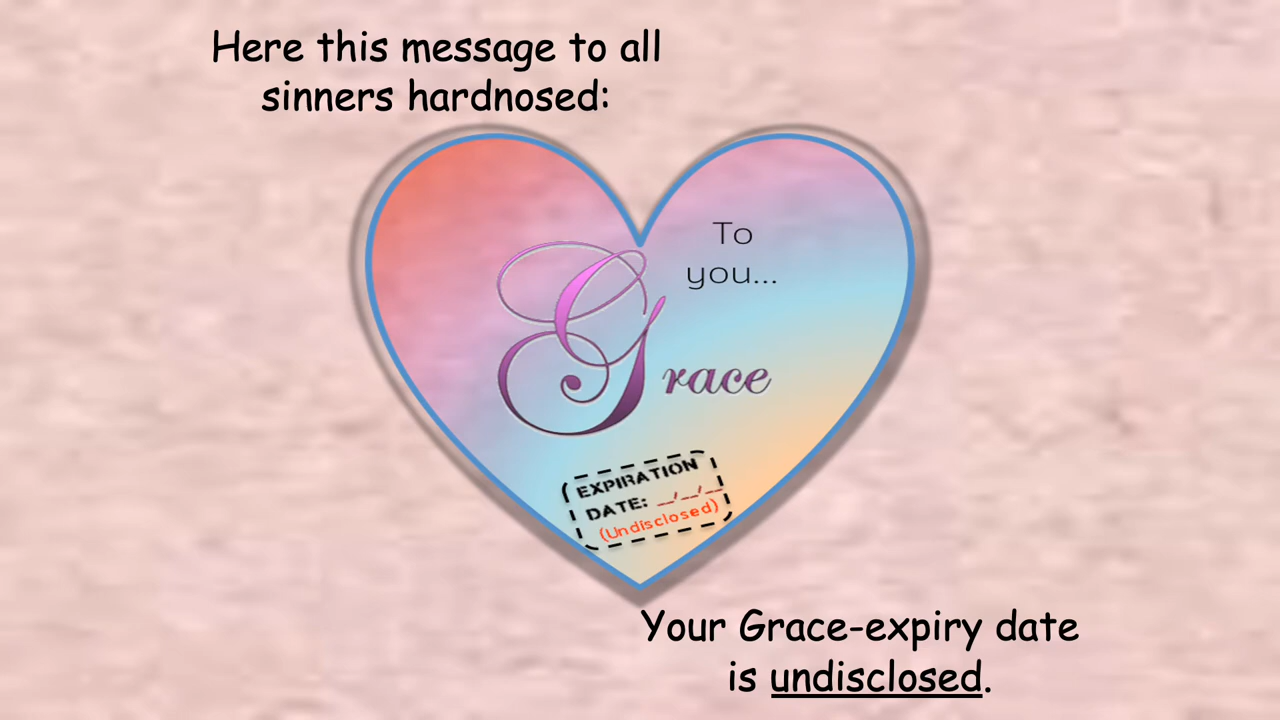 Here this message to all
sinners hardnosed:
To
you...
Grace
EXPIRATION
DATE: __/__/__
(Undisclosed)
Your Grace-expiry date
is undisclosed.